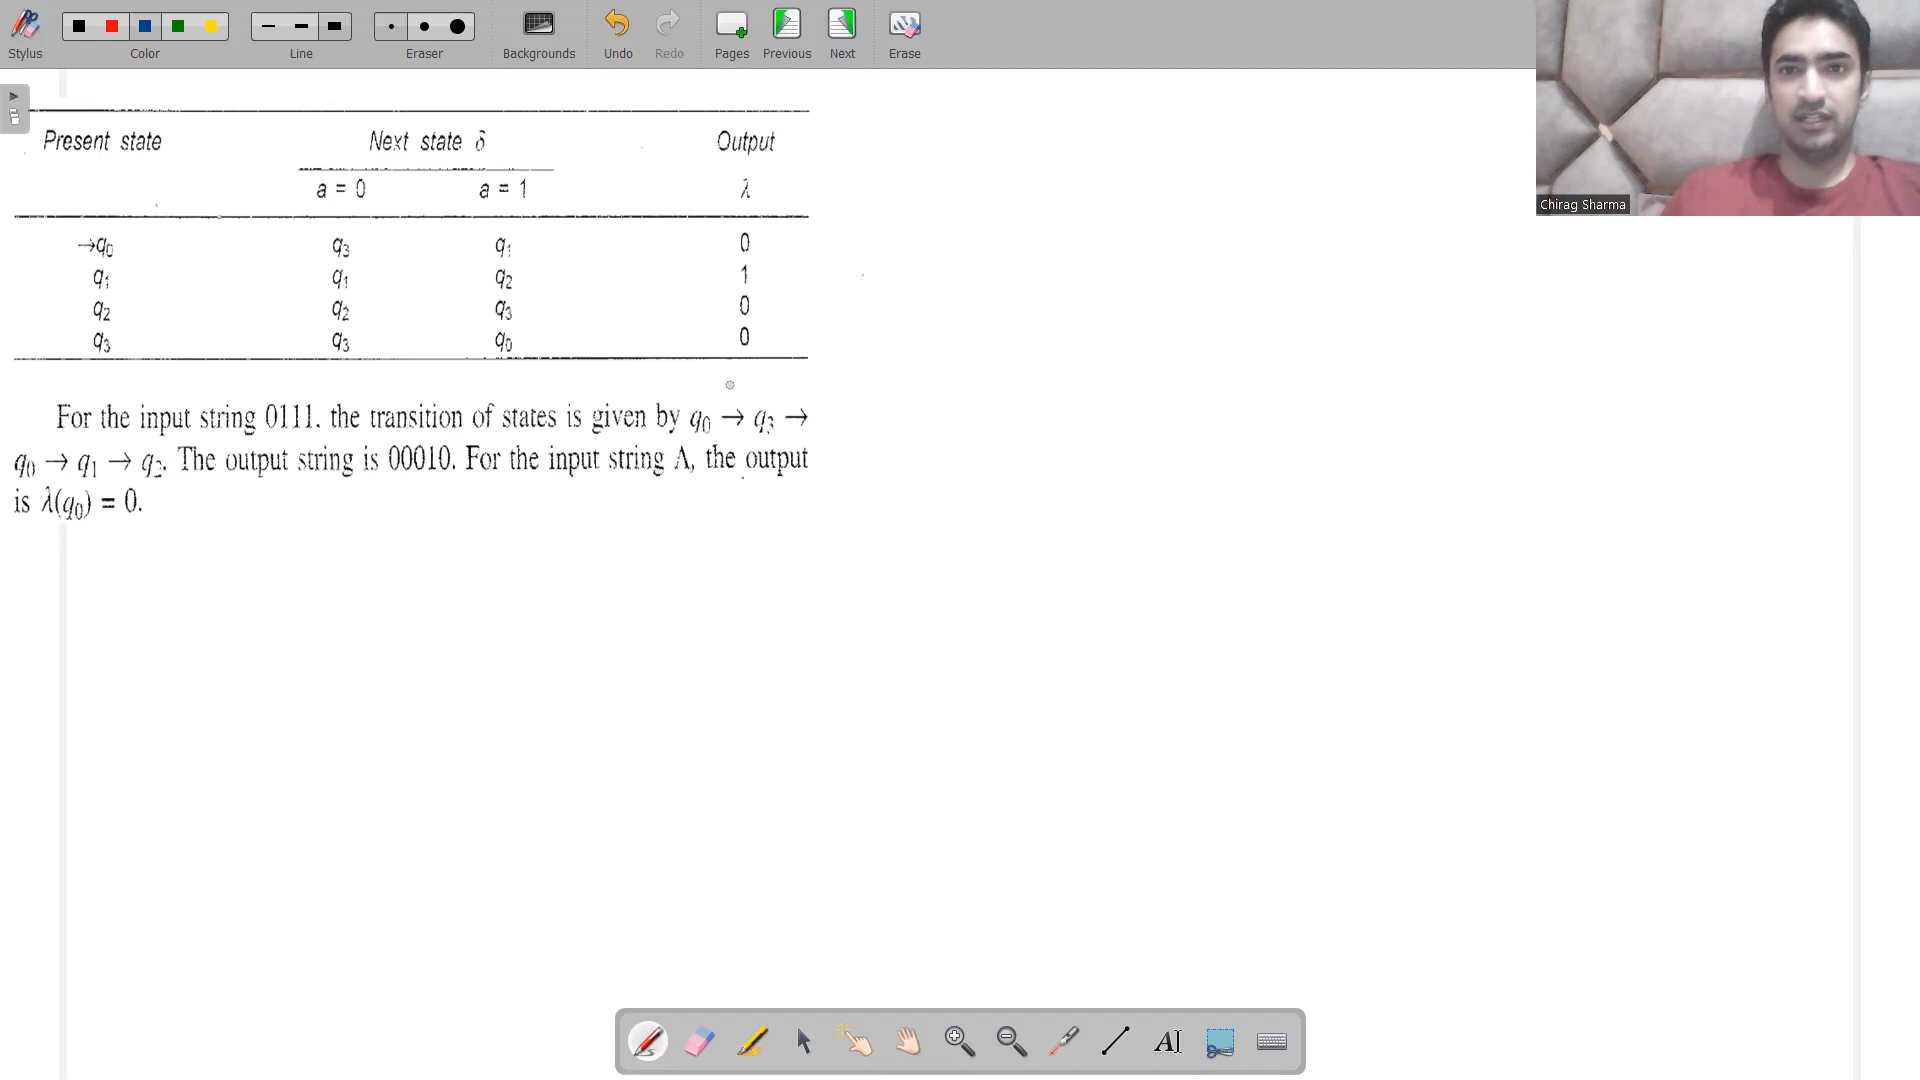 Stylus Color Line Eraser Backgrounds Undo Redo Pages Previous Next Erase
Chirag Sharma
Present state Next state δ Output
a = 0 a = 1 λ
→q₀ q₃ q₁ 0
q₁ q₁ q₂ 1
q₂ q₂ q₃ 0
q₃ q₃ q₀ 0
For the input string 0111, the transition of states is given by q₀ → q₃ →
q₀ → q₁ → q₂. The output string is 00010. For the input string Λ, the output
is λ(q₀) = 0.